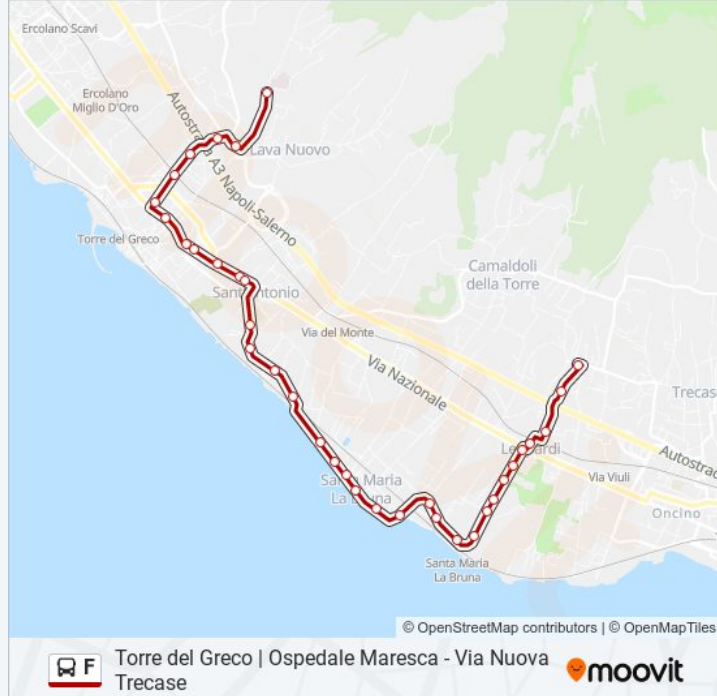 Ercolano Scavi
Ercolano
Miglio D'Oro
Autostrada A3 Napoli-Salerno
Lava Nuovo
Torre del Greco
Camaldoli
della Torre
Sant'Antonio
Via del Monte
Via Nazionale
Trecase
Leopardi
Autostrad
Via Viuli
Santa Maria
La Bruna
Oncino
Santa Maria
La Bruna
© OpenStreetMap contributors | © OpenMapTiles
F
Torre del Greco | Ospedale Maresca - Via Nuova
Trecase
moovit